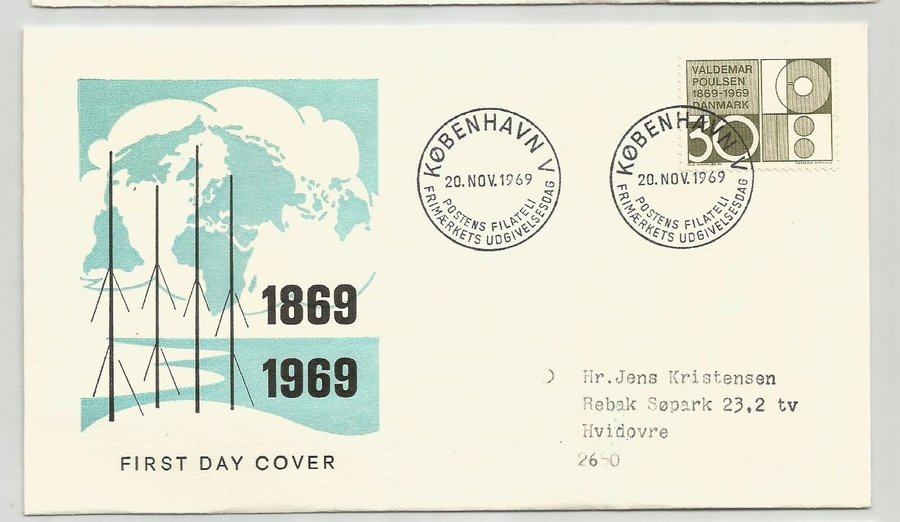 VALDEMAR
POULSEN
1869-1969
DANMARK
30
KØBENHAVN V
20.NOV.1969
POSTENS FILATELI
FRIMÆRKETS UDGIVELSESDAG
KØBENHAVN V
20.NOV.1969
POSTENS FILATELI
FRIMÆRKETS UDGIVELSESDAG
1869
1969
FIRST DAY COVER
Hr.Jens Kristensen
Rebak Søpark 23,2 tv
Hvidovre
2650